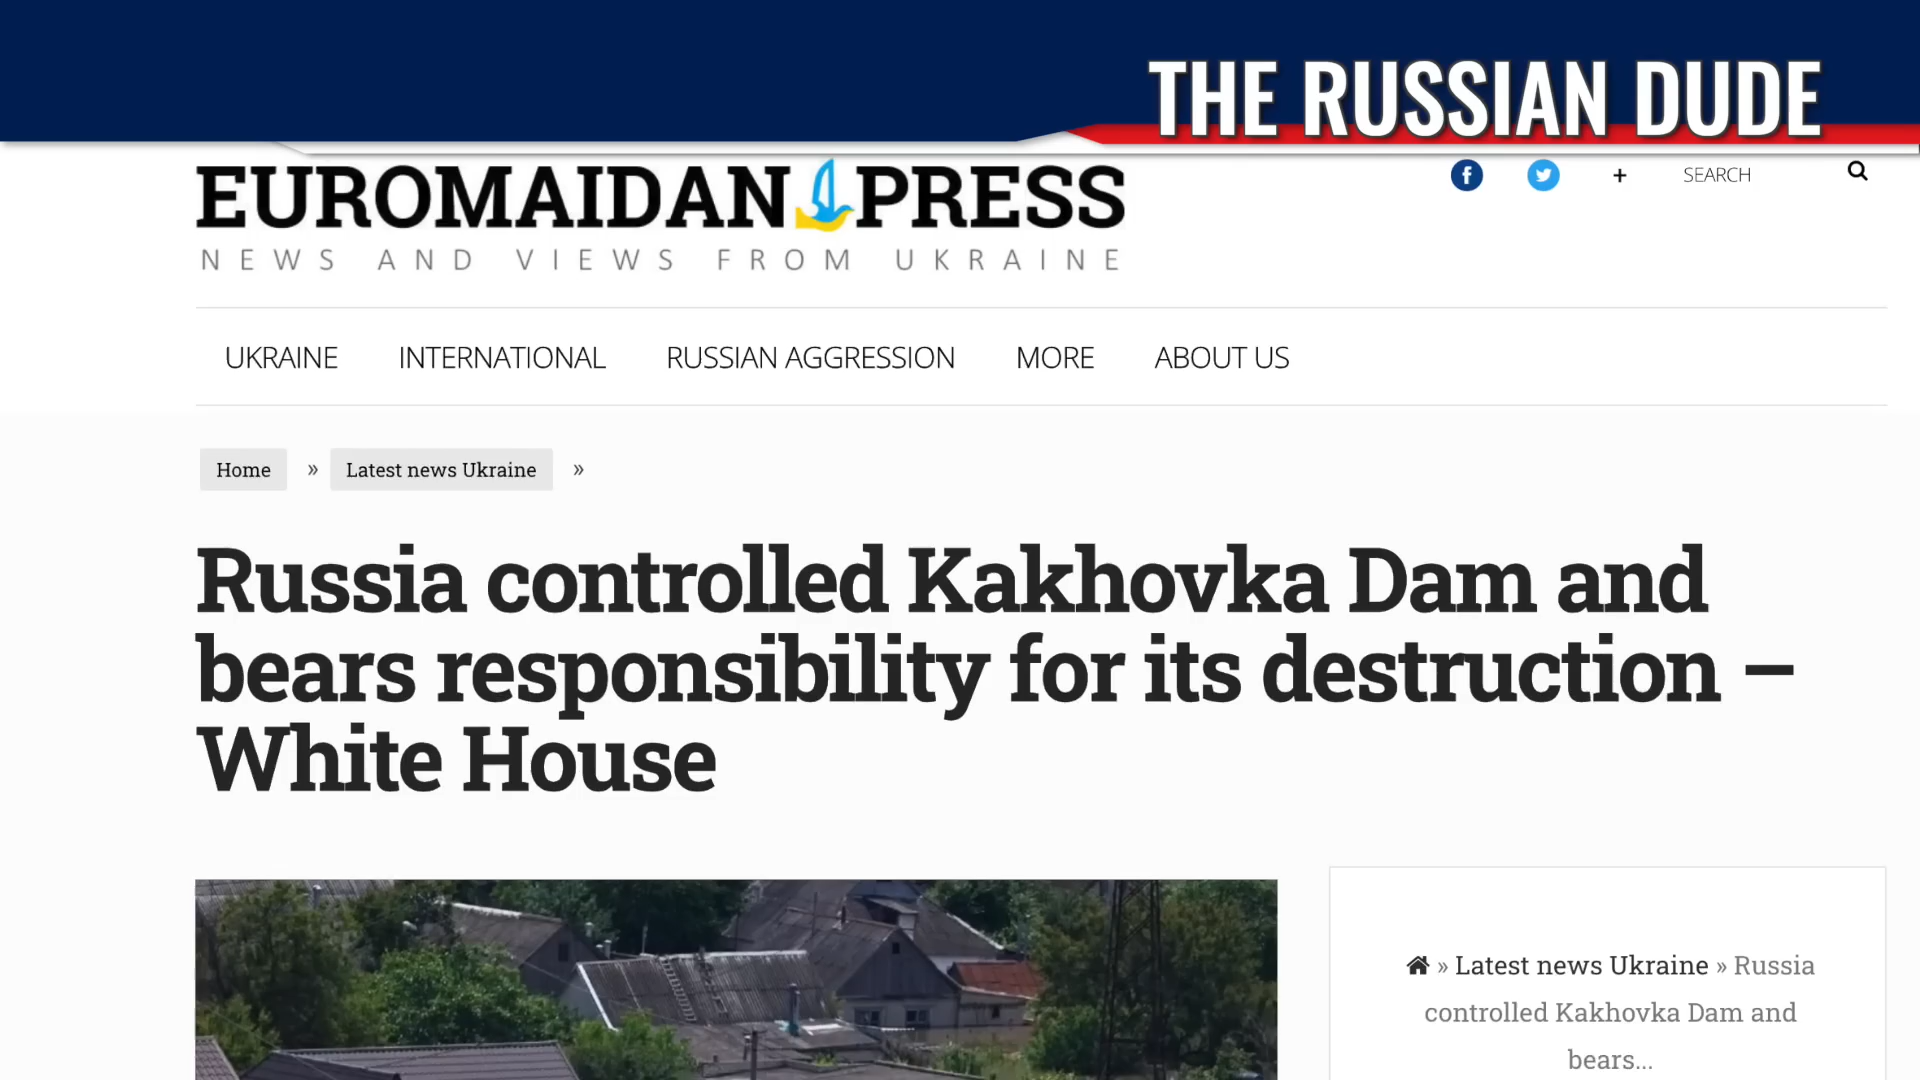 THE RUSSIAN DUDE
EUROMAIDAN PRESS
NEWS AND VIEWS FROM UKRAINE
+
SEARCH
UKRAINE
INTERNATIONAL
RUSSIAN AGGRESSION
MORE
ABOUT US
Home » Latest news Ukraine »
Russia controlled Kakhovka Dam and
bears responsibility for its destruction –
White House
» Latest news Ukraine » Russia
controlled Kakhovka Dam and
bears...